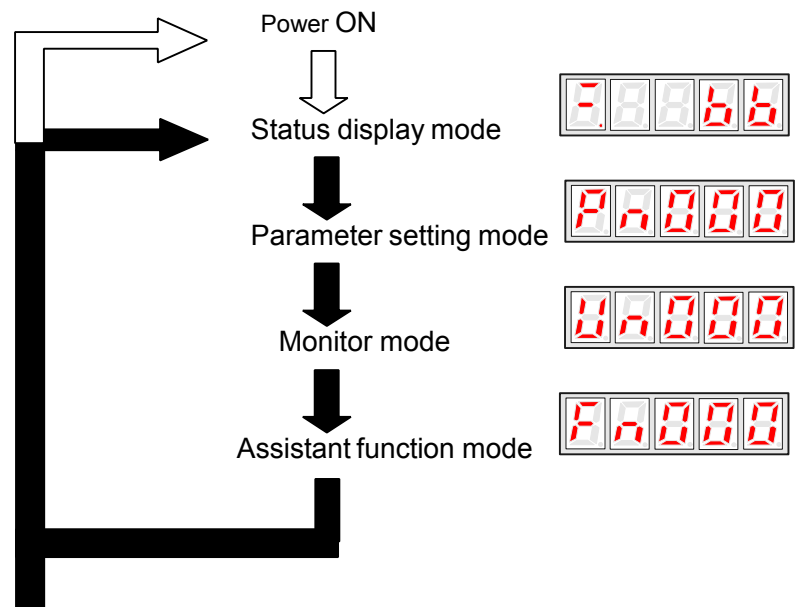 Power ON
Status display mode
bb
Parameter setting mode
Pn000
Monitor mode
Un000
Assistant function mode
Fn000